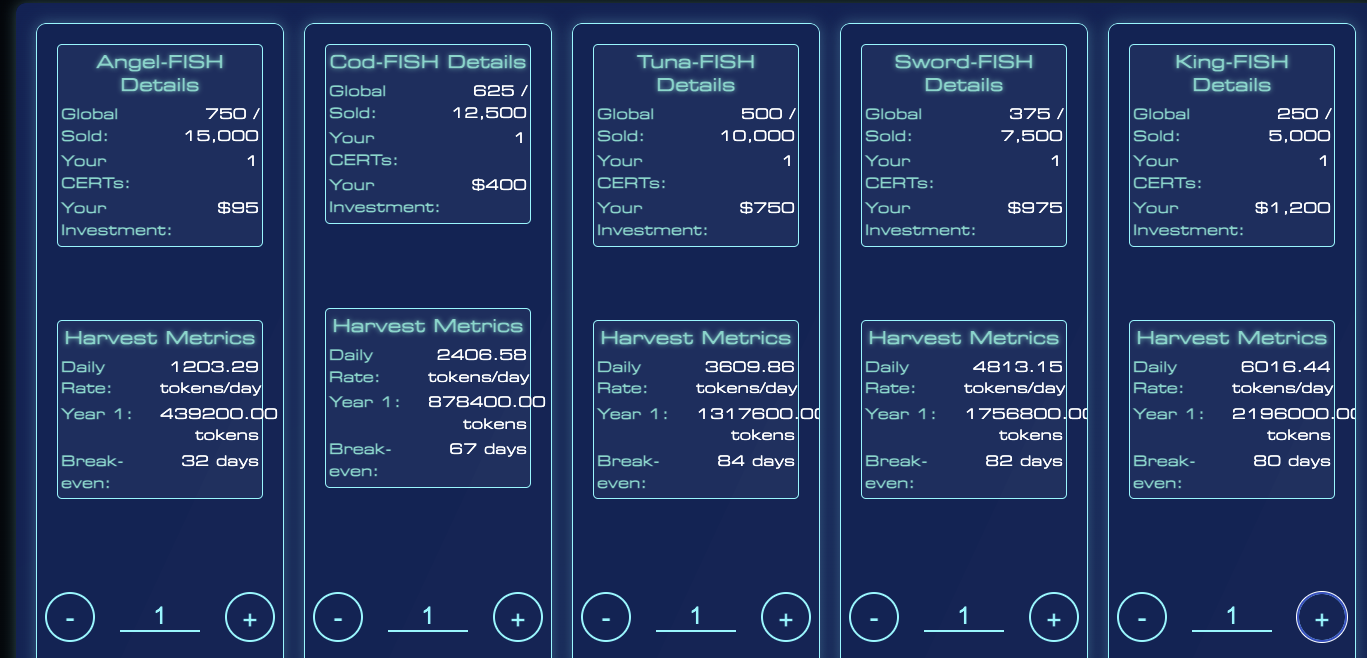 Angel-FISH
Details
Global 750 /
Sold: 15,000
Your 1
CERTs:
Your $95
Investment:
Harvest Metrics
Daily 1203.29
Rate: tokens/day
Year 1: 439200.00
tokens
Break- 32 days
even:
- 1 +
Cod-FISH Details
Global 625 /
Sold: 12,500
Your 1
CERTs:
Your $400
Investment:
Harvest Metrics
Daily 2406.58
Rate: tokens/day
Year 1: 878400.00
tokens
Break- 67 days
even:
- 1 +
Tuna-FISH
Details
Global 500 /
Sold: 10,000
Your 1
CERTs:
Your $750
Investment:
Harvest Metrics
Daily 3609.86
Rate: tokens/day
Year 1: 1317600.00
tokens
Break- 84 days
even:
- 1 +
Sword-FISH
Details
Global 375 /
Sold: 7,500
Your 1
CERTs:
Your $975
Investment:
Harvest Metrics
Daily 4813.15
Rate: tokens/day
Year 1: 1756800.00
tokens
Break- 82 days
even:
- 1 +
King-FISH
Details
Global 250 /
Sold: 5,000
Your 1
CERTs:
Your $1,200
Investment:
Harvest Metrics
Daily 6016.44
Rate: tokens/day
Year 1: 2196000.00
tokens
Break- 80 days
even:
- 1 +